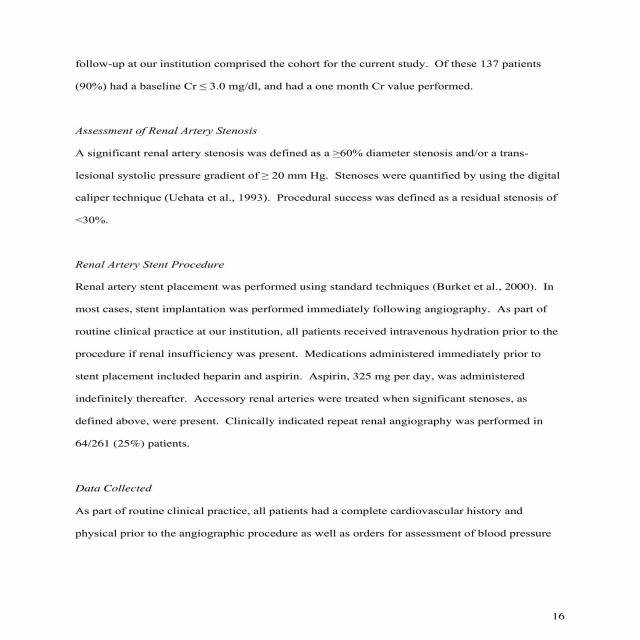 follow-up at our institution comprised the cohort for the current study.  Of these 137 patients
(90%) had a baseline Cr ≤ 3.0 mg/dl, and had a one month Cr value performed.
Assessment of Renal Artery Stenosis
A significant renal artery stenosis was defined as a ≥60% diameter stenosis and/or a trans-
lesional systolic pressure gradient of ≥ 20 mm Hg.  Stenoses were quantified by using the digital
caliper technique (Uehata et al., 1993).  Procedural success was defined as a residual stenosis of
<30%.
Renal Artery Stent Procedure
Renal artery stent placement was performed using standard techniques (Burket et al., 2000).  In
most cases, stent implantation was performed immediately following angiography.  As part of
routine clinical practice at our institution, all patients received intravenous hydration prior to the
procedure if renal insufficiency was present.  Medications administered immediately prior to
stent placement included heparin and aspirin.  Aspirin, 325 mg per day, was administered
indefinitely thereafter.  Accessory renal arteries were treated when significant stenoses, as
defined above, were present.  Clinically indicated repeat renal angiography was performed in
64/261 (25%) patients.
Data Collected
As part of routine clinical practice, all patients had a complete cardiovascular history and
physical prior to the angiographic procedure as well as orders for assessment of blood pressure
16